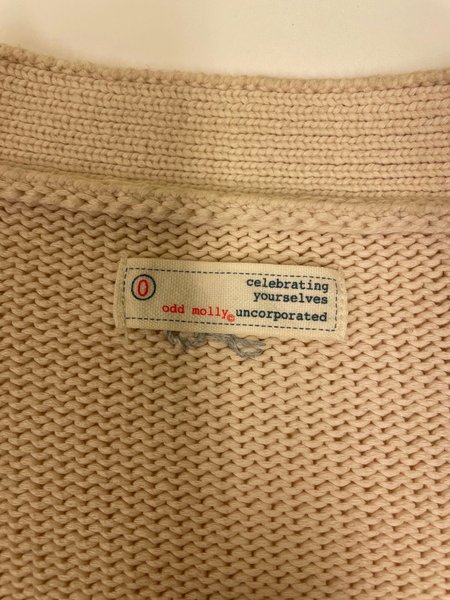 0
celebrating
yourselves
odd molly© uncorporated